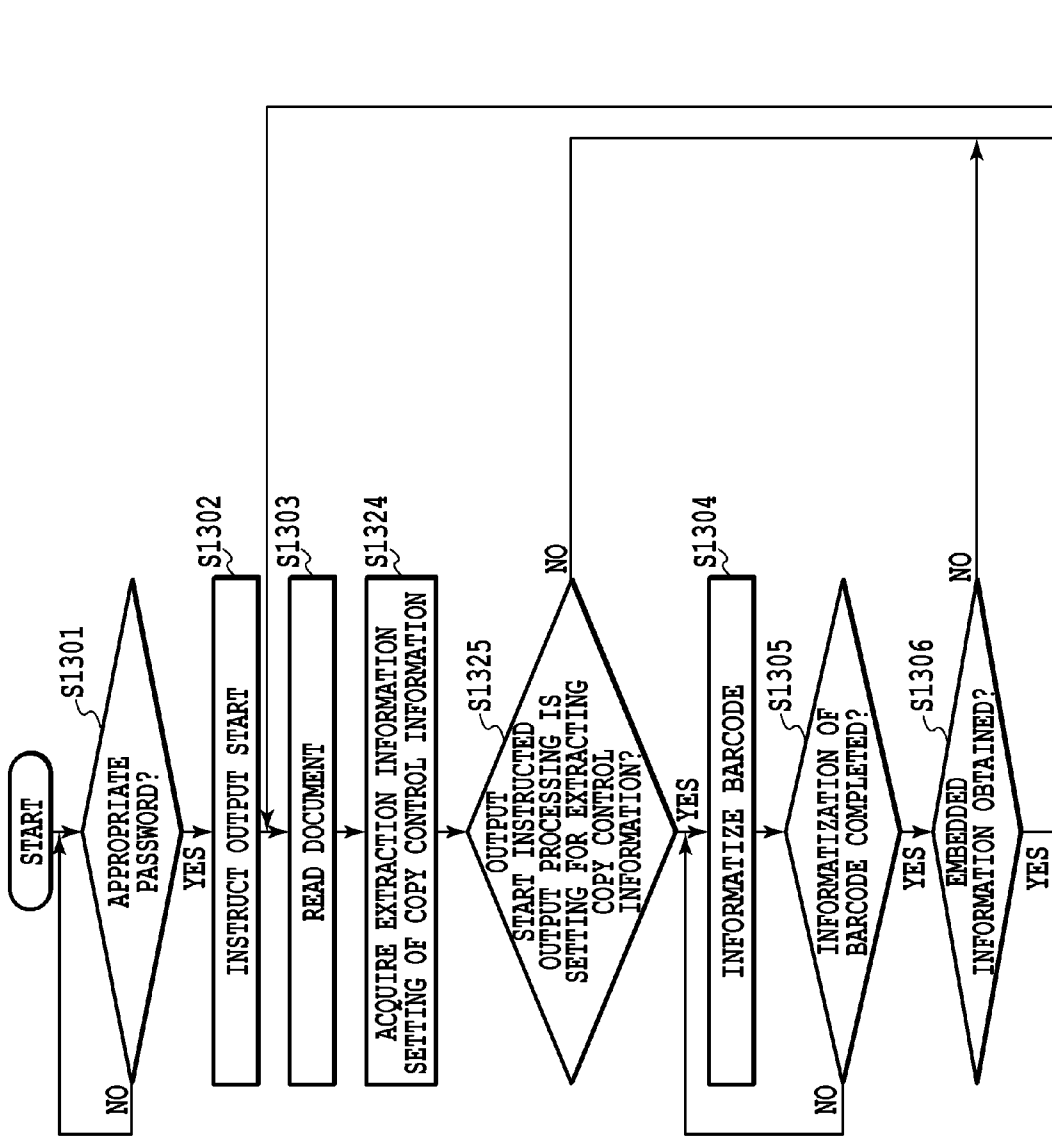 START
S1301
APPROPRIATE
PASSWORD?
NO
YES
S1302
INSTRUCT OUTPUT START
S1303
READ DOCUMENT
S1324
ACQUIRE EXTRACTION INFORMATION
SETTING OF COPY CONTROL INFORMATION
S1325
OUTPUT
START INSTRUCTED
OUTPUT PROCESSING IS
SETTING FOR EXTRACTING
COPY CONTROL
INFORMATION?
NO
YES
S1304
INFORMATIZE BARCODE
S1305
INFORMATIZATION OF
BARCODE COMPLETED?
NO
YES
S1306
EMBEDDED
INFORMATION OBTAINED?
NO
YES